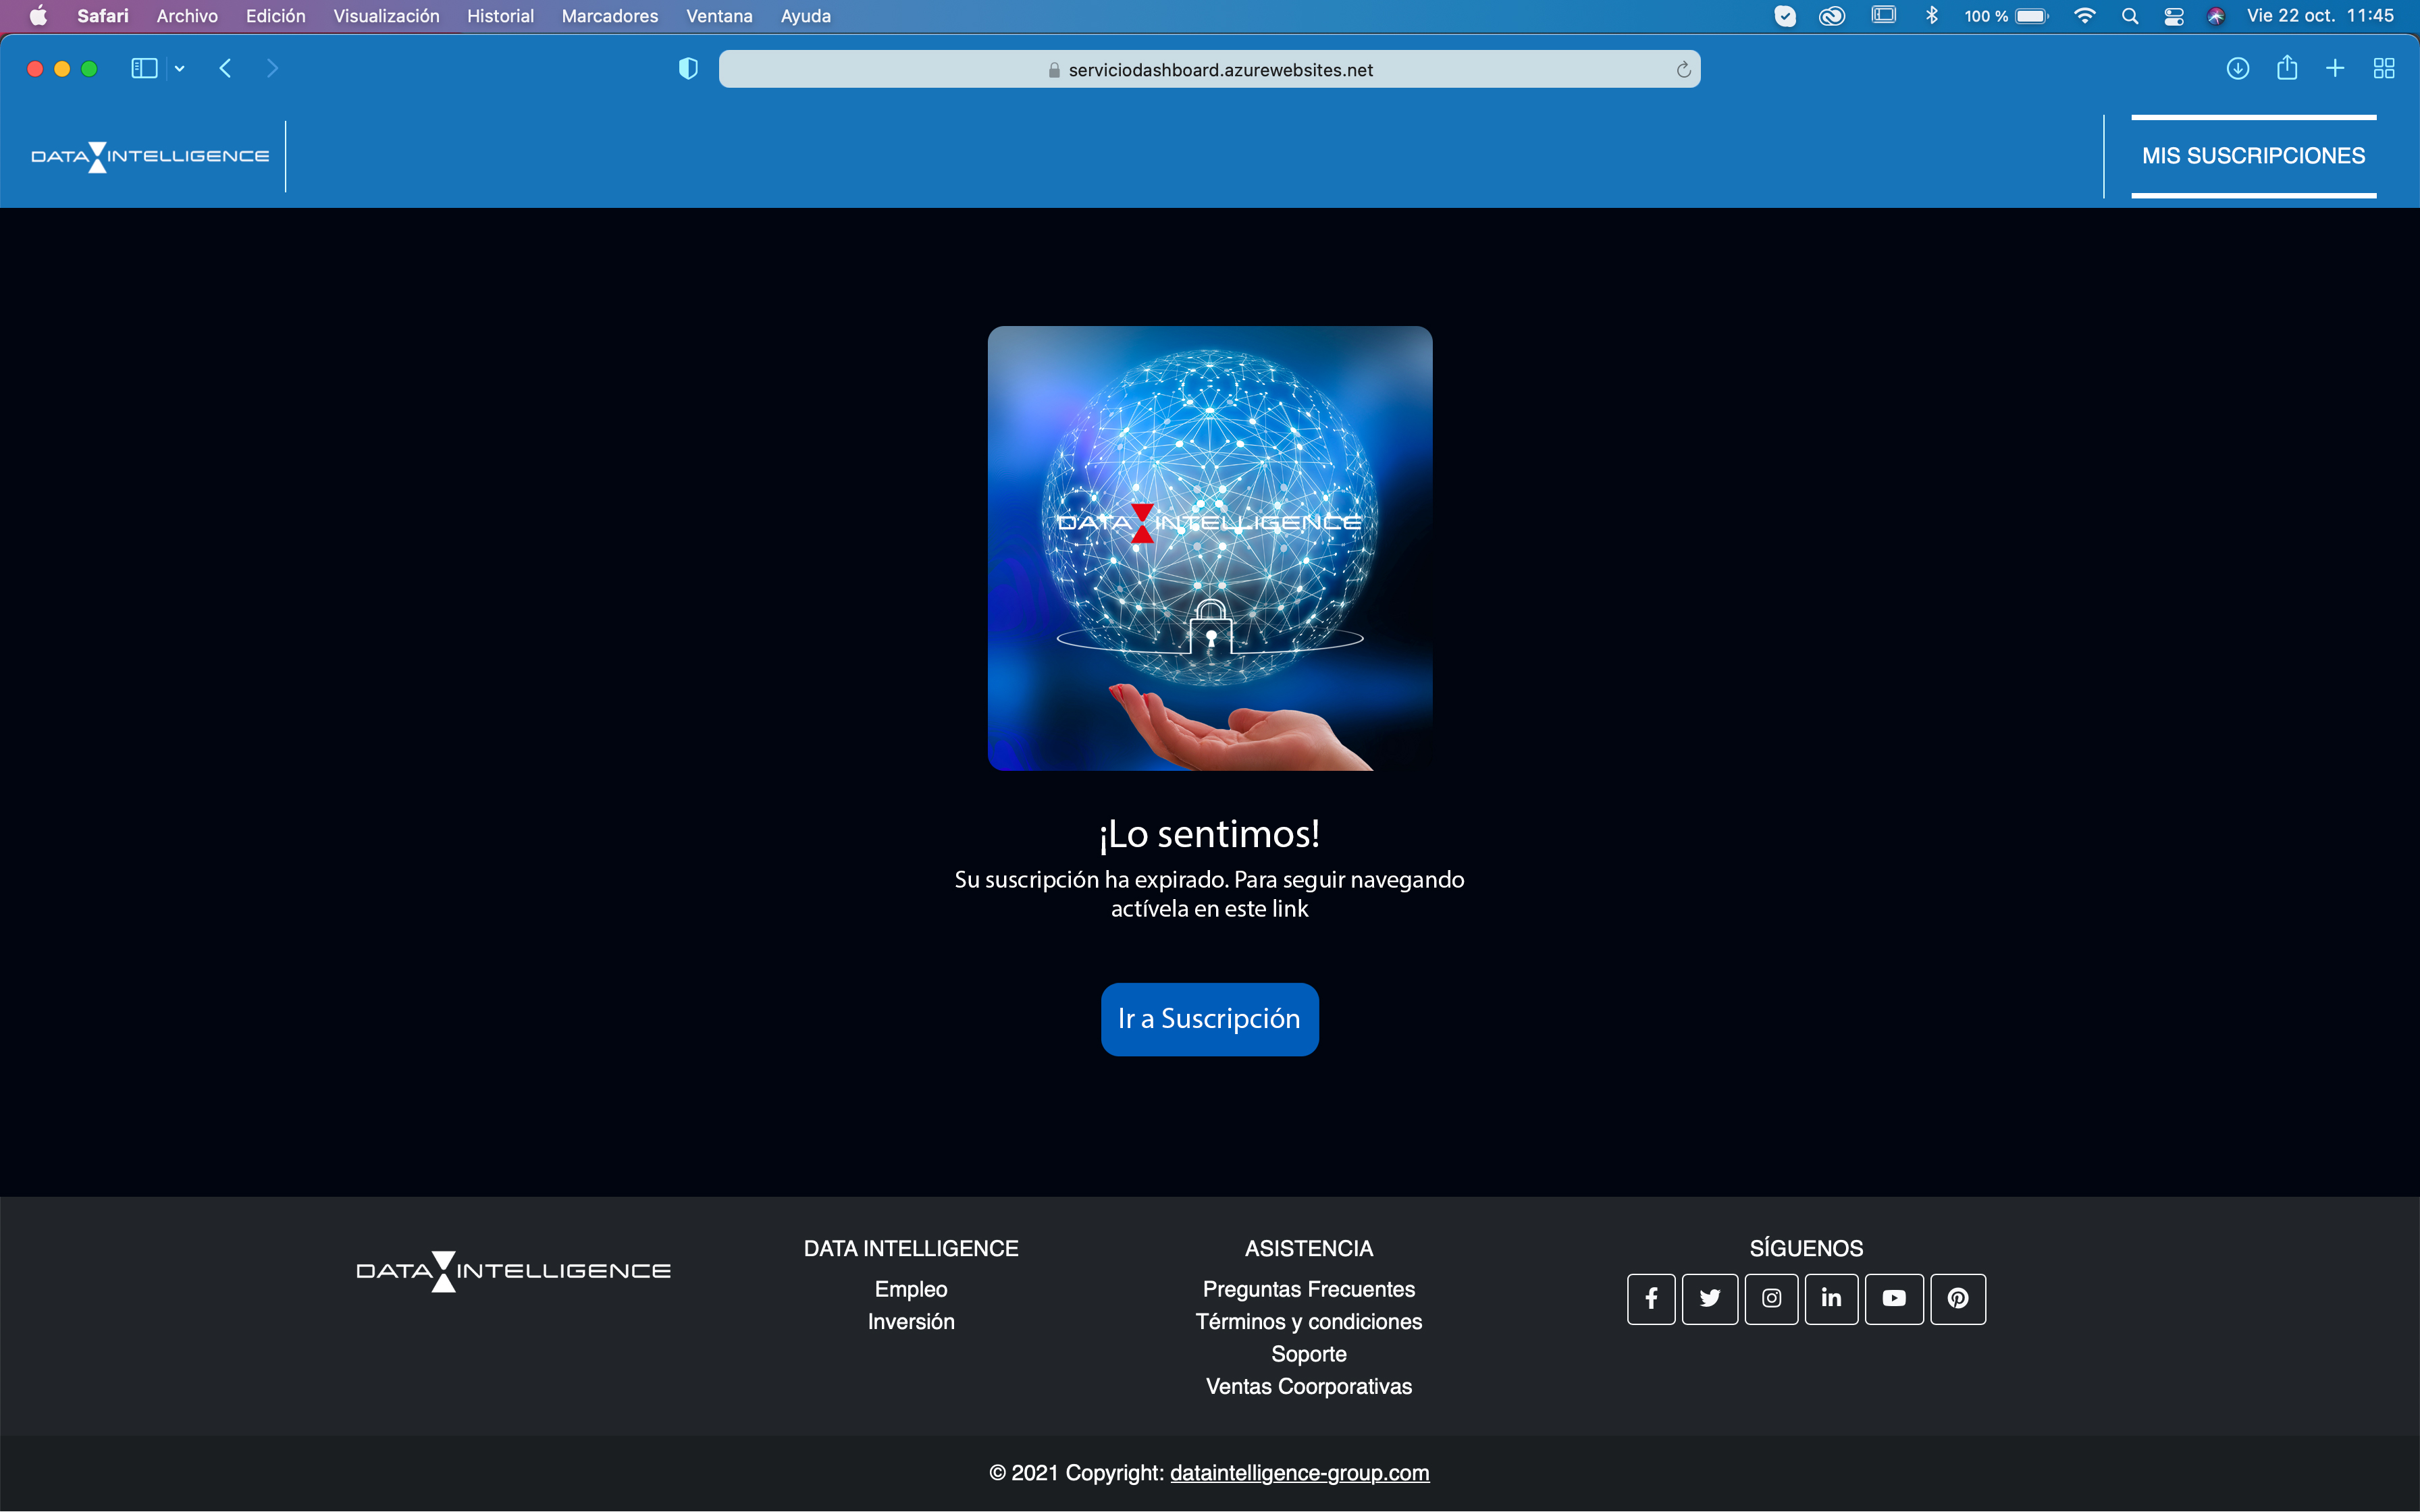 Safari Archivo Edición Visualización Historial Marcadores Ventana Ayuda 100 % Vie 22 oct. 11:45
serviciodashboard.azurewebsites.net
DATA INTELLIGENCE
MIS SUSCRIPCIONES
DATA INTELLIGENCE
¡Lo sentimos!
Su suscripción ha expirado. Para seguir navegando
actívela en este link
Ir a Suscripción
DATA INTELLIGENCE
DATA INTELLIGENCE
Empleo
Inversión
ASISTENCIA
Preguntas Frecuentes
Términos y condiciones
Soporte
Ventas Coorporativas
SÍGUENOS
© 2021 Copyright: dataintelligence-group.com